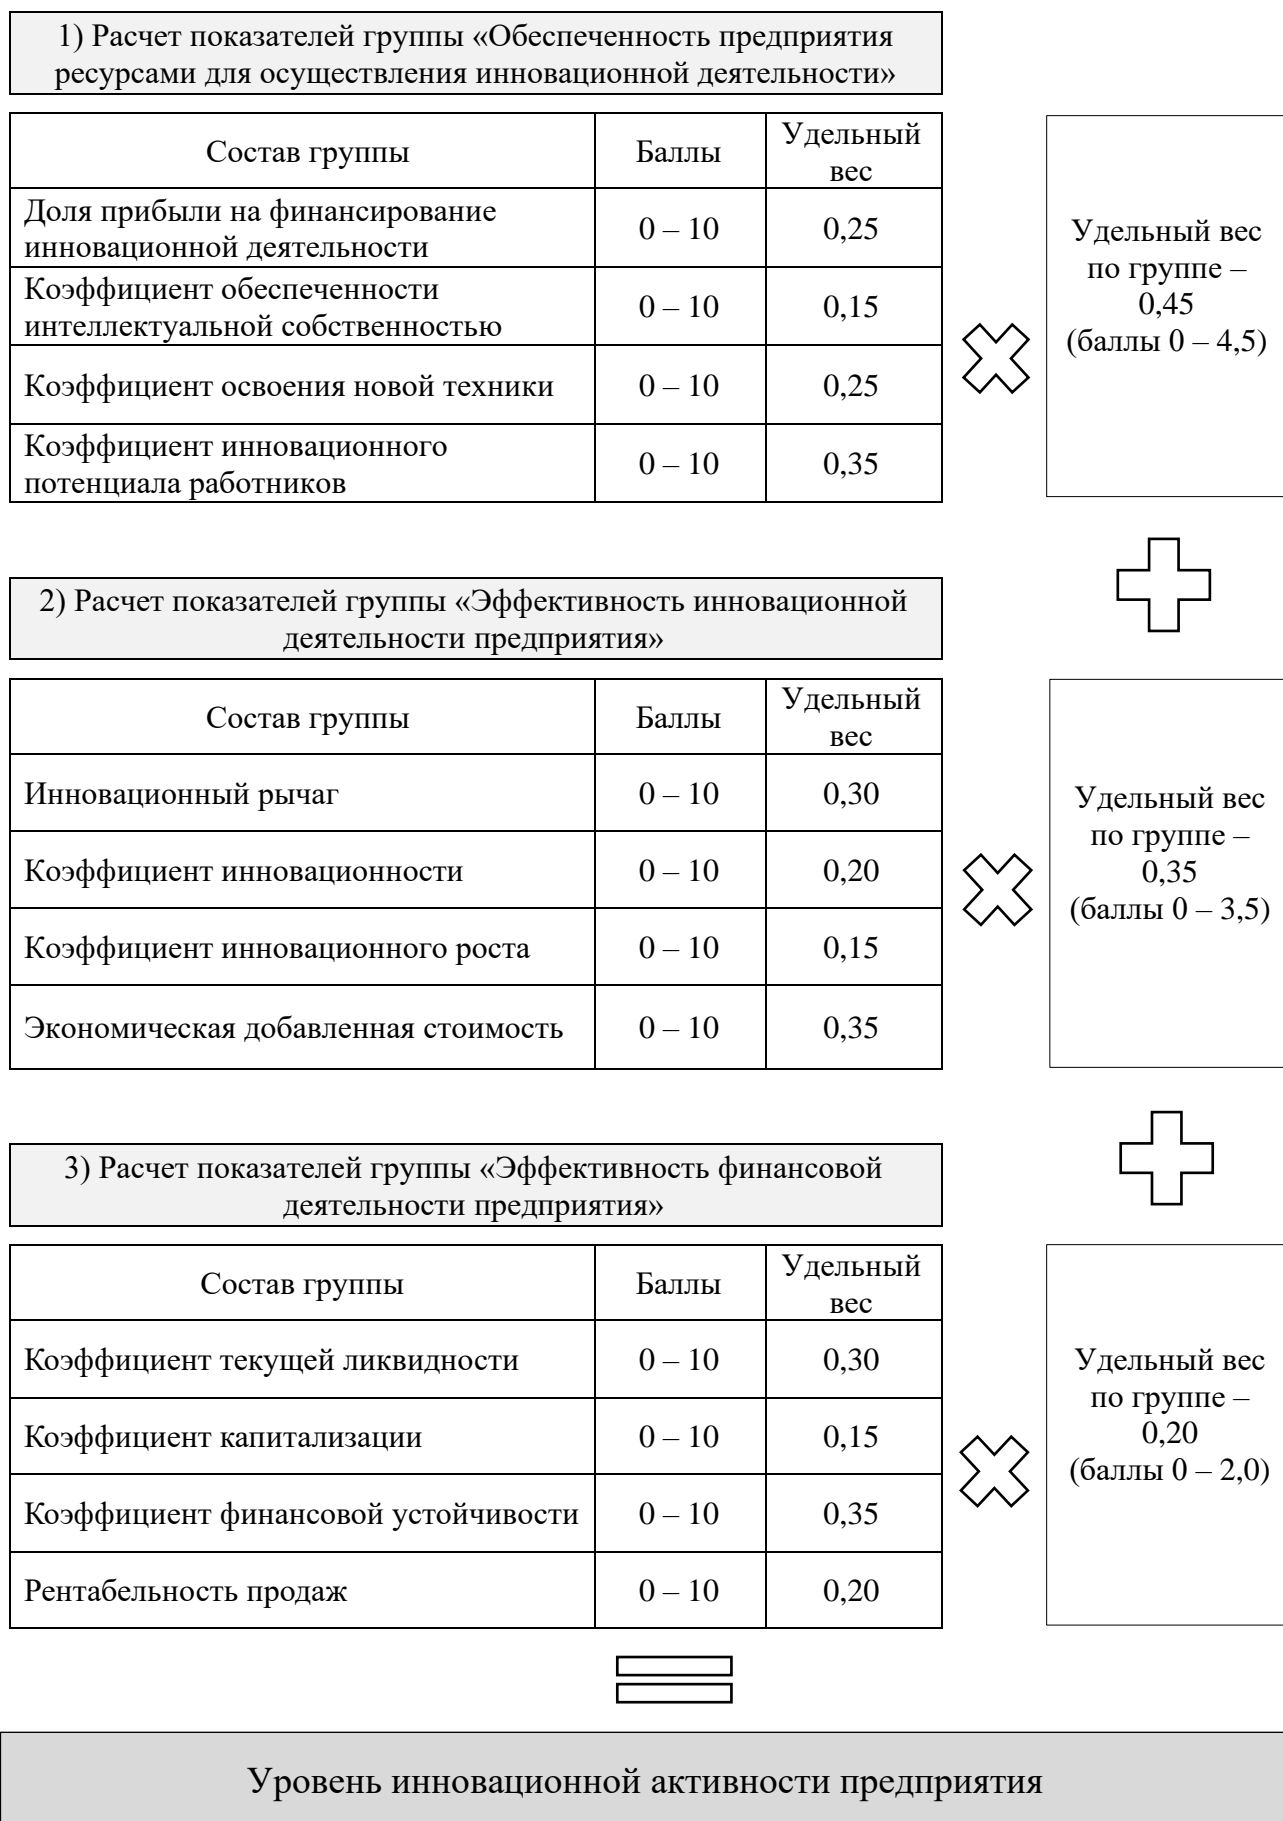 1) Расчет показателей группы «Обеспеченность предприятия
ресурсами для осуществления инновационной деятельности»
Состав группы
Баллы
Удельный
вес
Доля прибыли на финансирование
инновационной деятельности
0 – 10
0,25
Коэффициент обеспеченности
интеллектуальной собственностью
0 – 10
0,15
Коэффициент освоения новой техники
0 – 10
0,25
Коэффициент инновационного
потенциала работников
0 – 10
0,35
Удельный вес
по группе –
0,45
(баллы 0 – 4,5)
2) Расчет показателей группы «Эффективность инновационной
деятельности предприятия»
Состав группы
Баллы
Удельный
вес
Инновационный рычаг
0 – 10
0,30
Коэффициент инновационности
0 – 10
0,20
Коэффициент инновационного роста
0 – 10
0,15
Экономическая добавленная стоимость
0 – 10
0,35
Удельный вес
по группе –
0,35
(баллы 0 – 3,5)
3) Расчет показателей группы «Эффективность финансовой
деятельности предприятия»
Состав группы
Баллы
Удельный
вес
Коэффициент текущей ликвидности
0 – 10
0,30
Коэффициент капитализации
0 – 10
0,15
Коэффициент финансовой устойчивости
0 – 10
0,35
Рентабельность продаж
0 – 10
0,20
Удельный вес
по группе –
0,20
(баллы 0 – 2,0)
Уровень инновационной активности предприятия